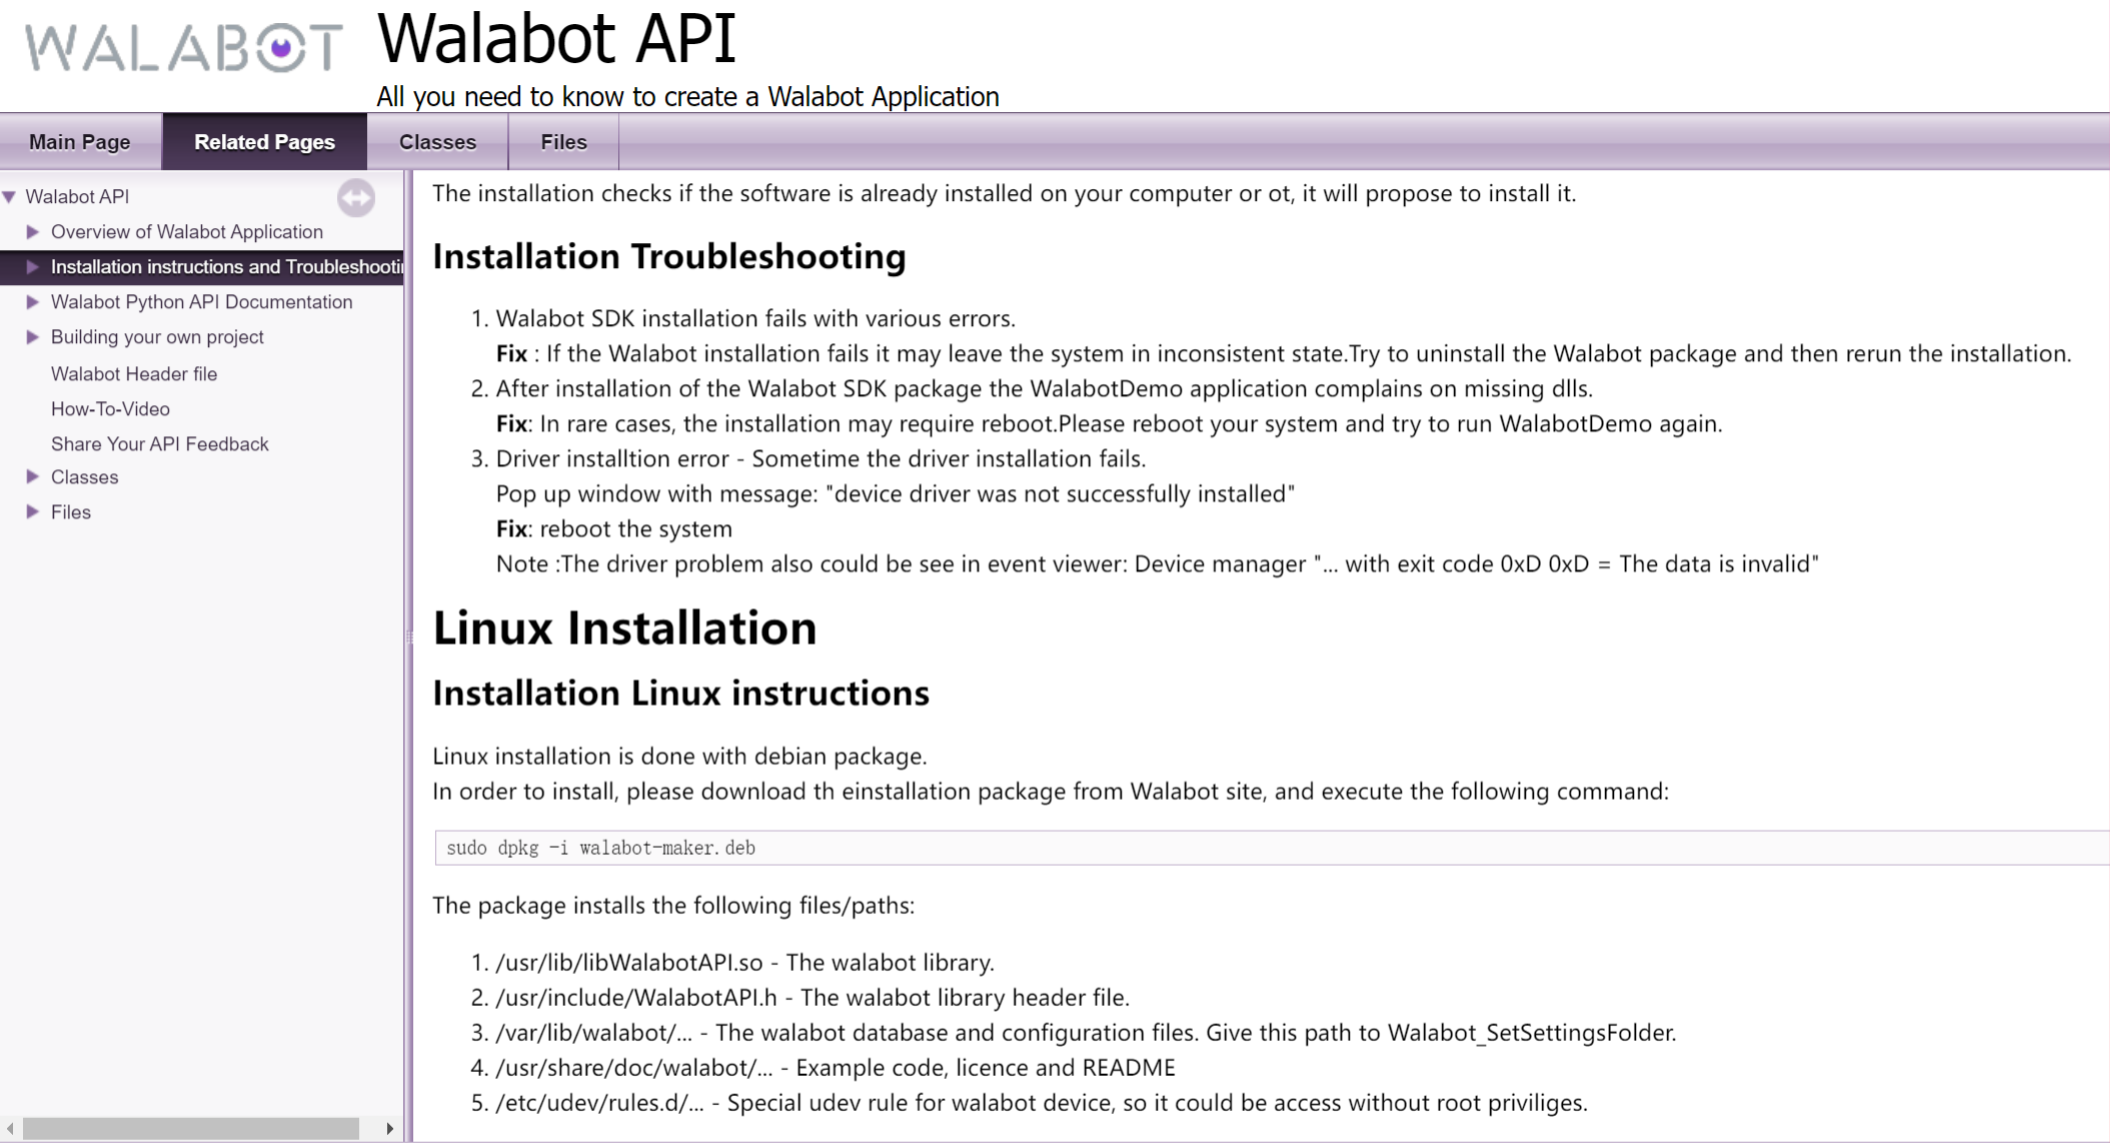 WALABOT
Walabot API
All you need to know to create a Walabot Application
Main Page
Related Pages
Classes
Files
Walabot API
Overview of Walabot Application
Installation instructions and Troubleshooti
Walabot Python API Documentation
Building your own project
Walabot Header file
How-To-Video
Share Your API Feedback
Classes
Files
The installation checks if the software is already installed on your computer or ot, it will propose to install it.
Installation Troubleshooting
1. Walabot SDK installation fails with various errors.
Fix : If the Walabot installation fails it may leave the system in inconsistent state.Try to uninstall the Walabot package and then rerun the installation.
2. After installation of the Walabot SDK package the WalabotDemo application complains on missing dlls.
Fix: In rare cases, the installation may require reboot.Please reboot your system and try to run WalabotDemo again.
3. Driver installtion error - Sometime the driver installation fails.
Pop up window with message: "device driver was not successfully installed"
Fix: reboot the system
Note :The driver problem also could be see in event viewer: Device manager "... with exit code 0xD 0xD = The data is invalid"
Linux Installation
Installation Linux instructions
Linux installation is done with debian package.
In order to install, please download th einstallation package from Walabot site, and execute the following command:
sudo dpkg -i walabot-maker.deb
The package installs the following files/paths:
1. /usr/lib/libWalabotAPI.so - The walabot library.
2. /usr/include/WalabotAPI.h - The walabot library header file.
3. /var/lib/walabot/... - The walabot database and configuration files. Give this path to Walabot_SetSettingsFolder.
4. /usr/share/doc/walabot/... - Example code, licence and README
5. /etc/udev/rules.d/... - Special udev rule for walabot device, so it could be access without root priviliges.